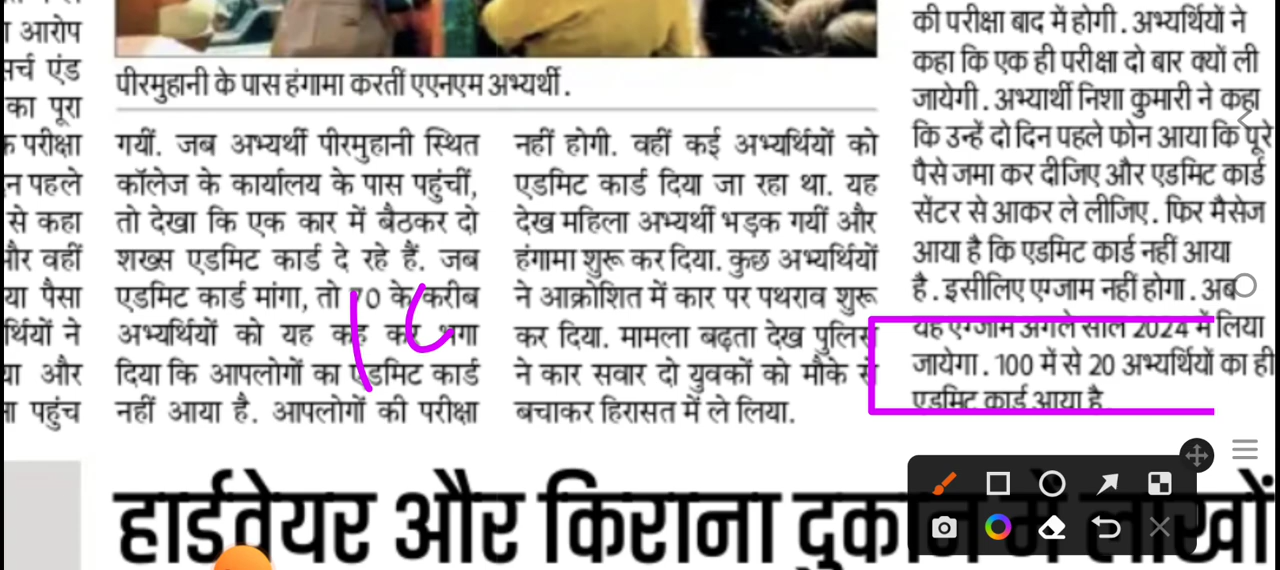 आरोप
सर्च एंड
का पूरा
परीक्षा
पहले
से कहा
और वहीं
या पैसा
र्थियों ने
या और
पहुंच
पीरमुहानी के पास हंगामा करतीं एएनएम अभ्यर्थी.
गयीं. जब अभ्यर्थी पीरमुहानी स्थित
कॉलेज के कार्यालय के पास पहुंचीं,
तो देखा कि एक कार में बैठकर दो
शख्स एडमिट कार्ड दे रहे हैं. जब
एडमिट कार्ड मांगा, तो 70 के करीब
अभ्यर्थियों को यह कह कर भगा
दिया कि आपलोगों का एडमिट कार्ड
नहीं आया है. आपलोगों की परीक्षा
नहीं होगी. वहीं कई अभ्यर्थियों को
एडमिट कार्ड दिया जा रहा था. यह
देख महिला अभ्यर्थी भड़क गयीं और
हंगामा शुरू कर दिया. कुछ अभ्यर्थियों
ने आक्रोशित में कार पर पथराव शुरू
कर दिया. मामला बढ़ता देख पुलिस
ने कार सवार दो युवकों को मौके से
बचाकर हिरासत में ले लिया.
की परीक्षा बाद में होगी. अभ्यर्थियों ने
कहा कि एक ही परीक्षा दो बार क्यों ली
जायेगी. अभ्यार्थी निशा कुमारी ने कहा
कि उन्हें दो दिन पहले फोन आया कि पूरे
पैसे जमा कर दीजिए और एडमिट कार्ड
सेंटर से आकर ले लीजिए. फिर मैसेज
आया है कि एडमिट कार्ड नहीं आया
है. इसीलिए एग्जाम नहीं होगा. अब
यह एग्जाम अगले साल 2024 में लिया
जायेगा. 100 में से 20 अभ्यर्थियों का ही
एडमिट कार्ड आया है.
हार्डवेयर और किराना दुकान में लाखों